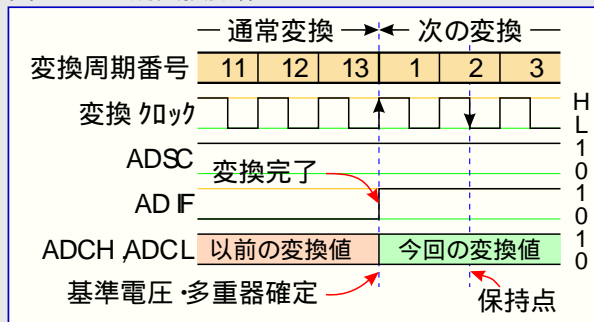 通常変換 次の変換
変換周期番号 11 12 13 1 2 3
変換クロック H L
ADSC 1 0
変換完了
ADIF 1 0
ADCH,ADCL 以前の変換値 今回の変換値 1 0
基準電圧・多重器確定 保持点